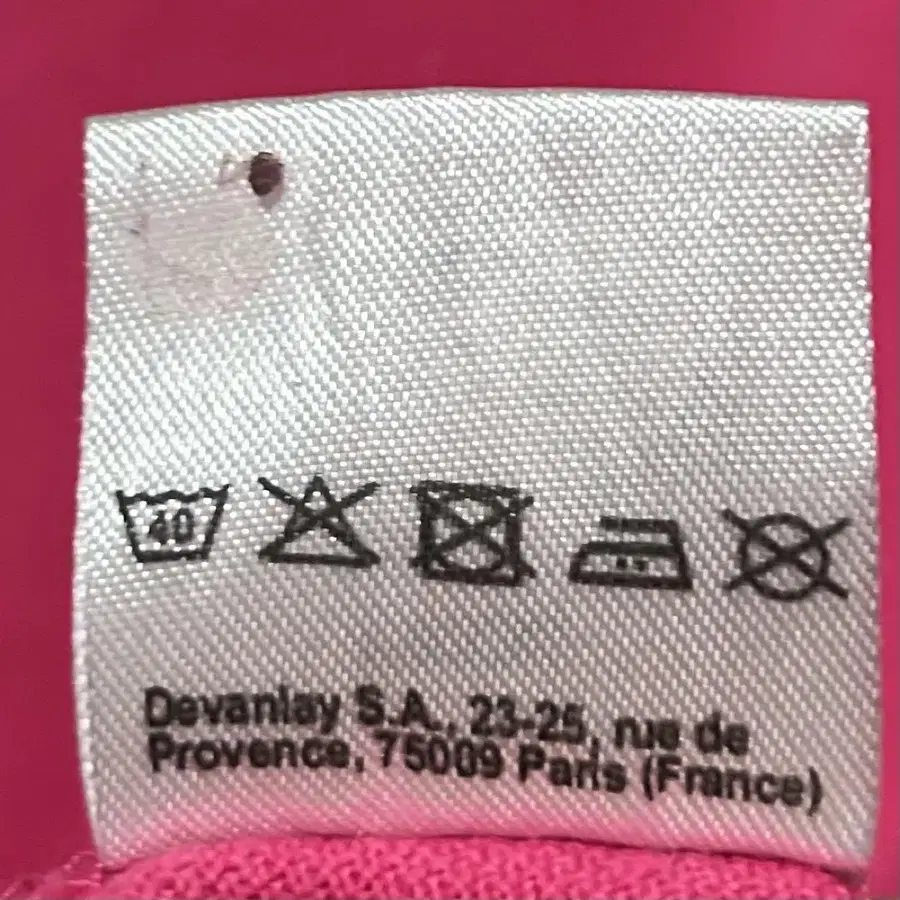 40
Devanlay S.A., 23-25, rue de
Provence, 75009 Paris (France)